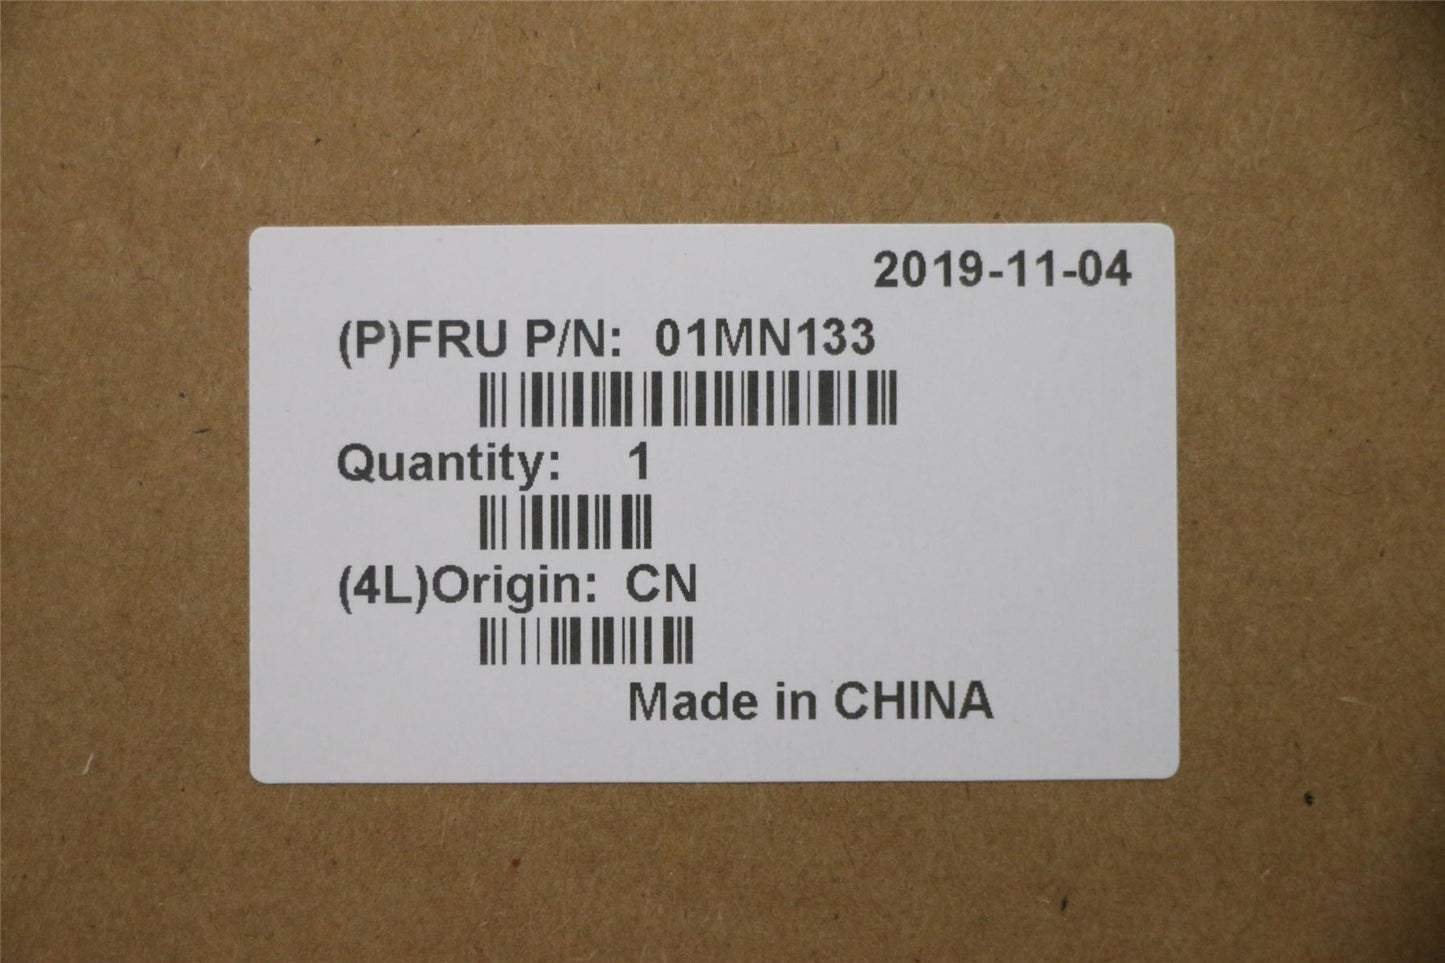 2019-11-04
(P)FRU P/N: 01MN133
Quantity: 1
(4L)Origin: CN
Made in CHINA